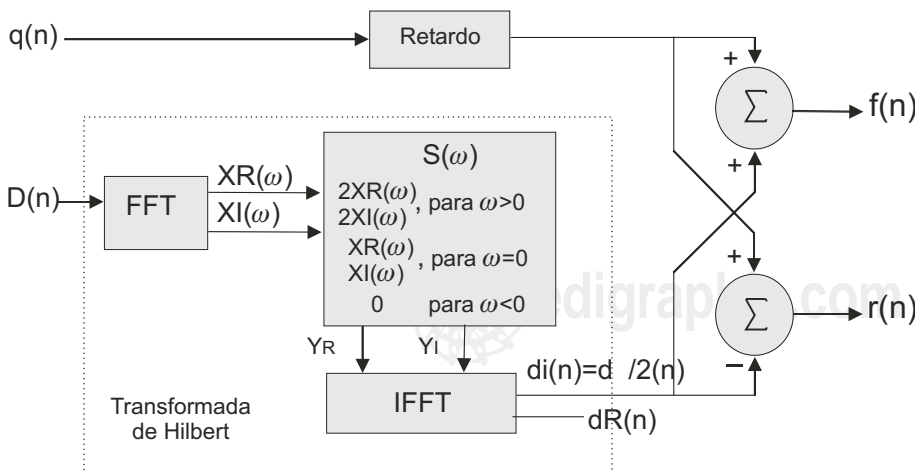 q(n)
Retardo
+
Σ
f(n)
+
S(ω)
D(n)
FFT
XR(ω)
XI(ω)
2XR(ω)
2XI(ω)
, para ω>0
XR(ω)
XI(ω)
, para ω=0
0 para ω<0
+
Σ
r(n)
–
YR
YI
IFFT
di(n)=d /2(n)
dR(n)
Transformada
de Hilbert